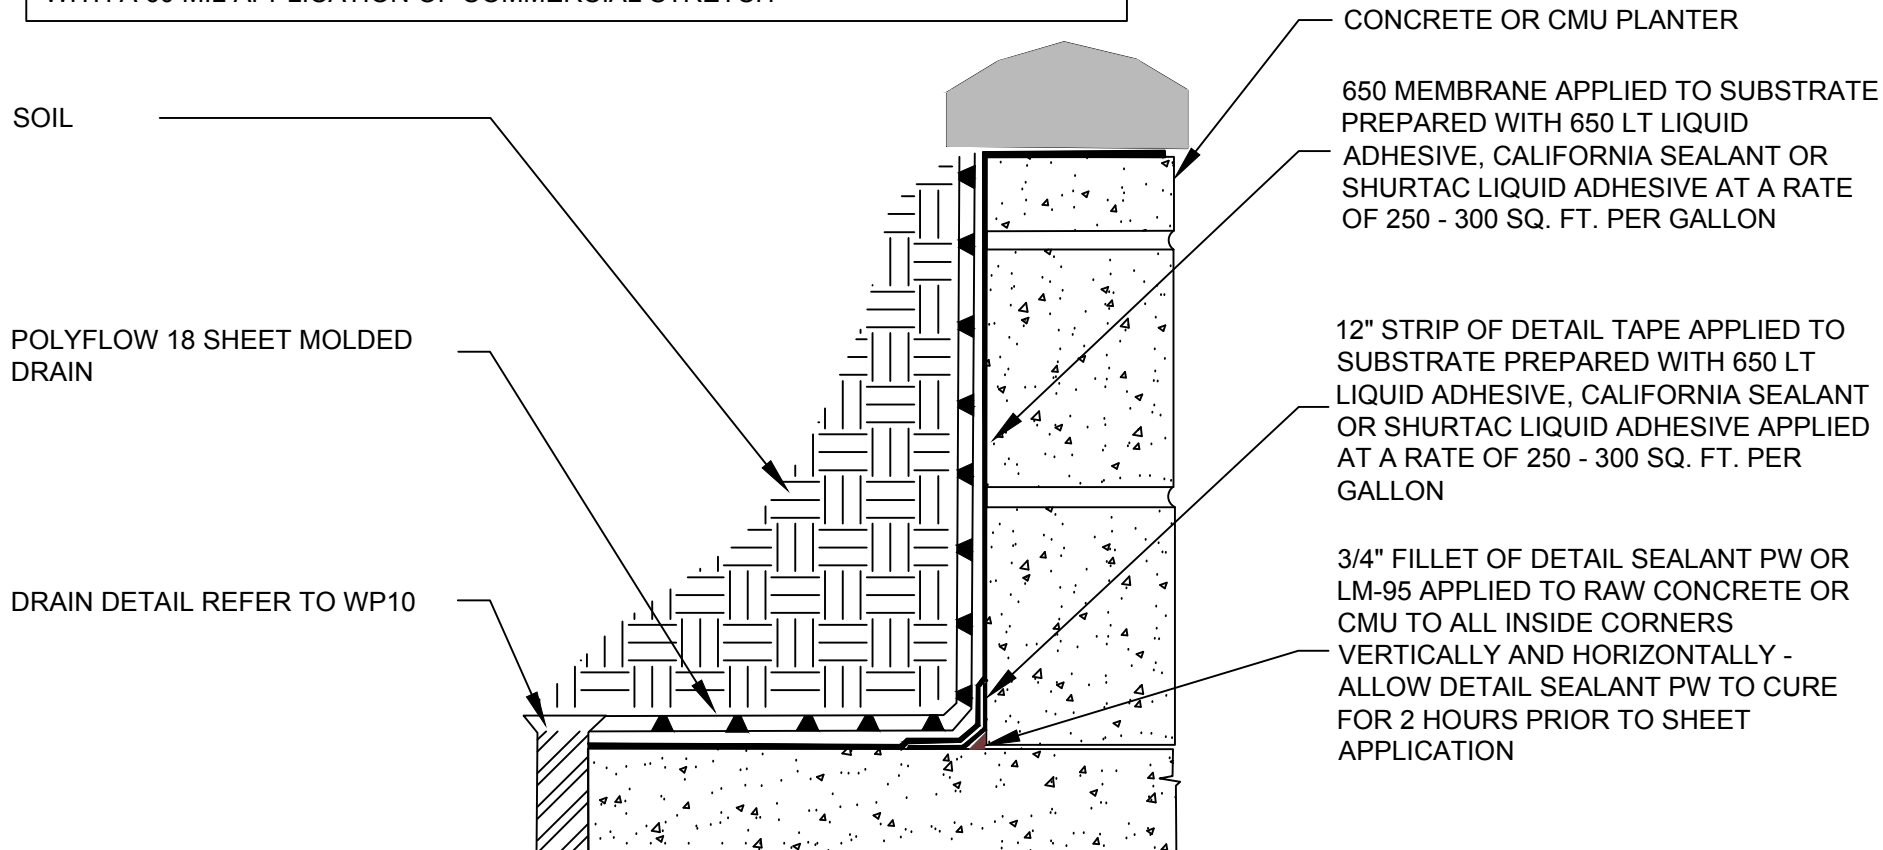 CONCRETE OR CMU PLANTER
650 MEMBRANE APPLIED TO SUBSTRATE
PREPARED WITH 650 LT LIQUID
ADHESIVE, CALIFORNIA SEALANT OR
SHURTAC LIQUID ADHESIVE AT A RATE
OF 250 - 300 SQ. FT. PER GALLON
SOIL
POLYFLOW 18 SHEET MOLDED
DRAIN
12" STRIP OF DETAIL TAPE APPLIED TO
SUBSTRATE PREPARED WITH 650 LT
LIQUID ADHESIVE, CALIFORNIA SEALANT
OR SHURTAC LIQUID ADHESIVE APPLIED
AT A RATE OF 250 - 300 SQ. FT. PER
GALLON
DRAIN DETAIL REFER TO WP10
3/4" FILLET OF DETAIL SEALANT PW OR
LM-95 APPLIED TO RAW CONCRETE OR
CMU TO ALL INSIDE CORNERS
VERTICALLY AND HORIZONTALLY -
ALLOW DETAIL SEALANT PW TO CURE
FOR 2 HOURS PRIOR TO SHEET
APPLICATION